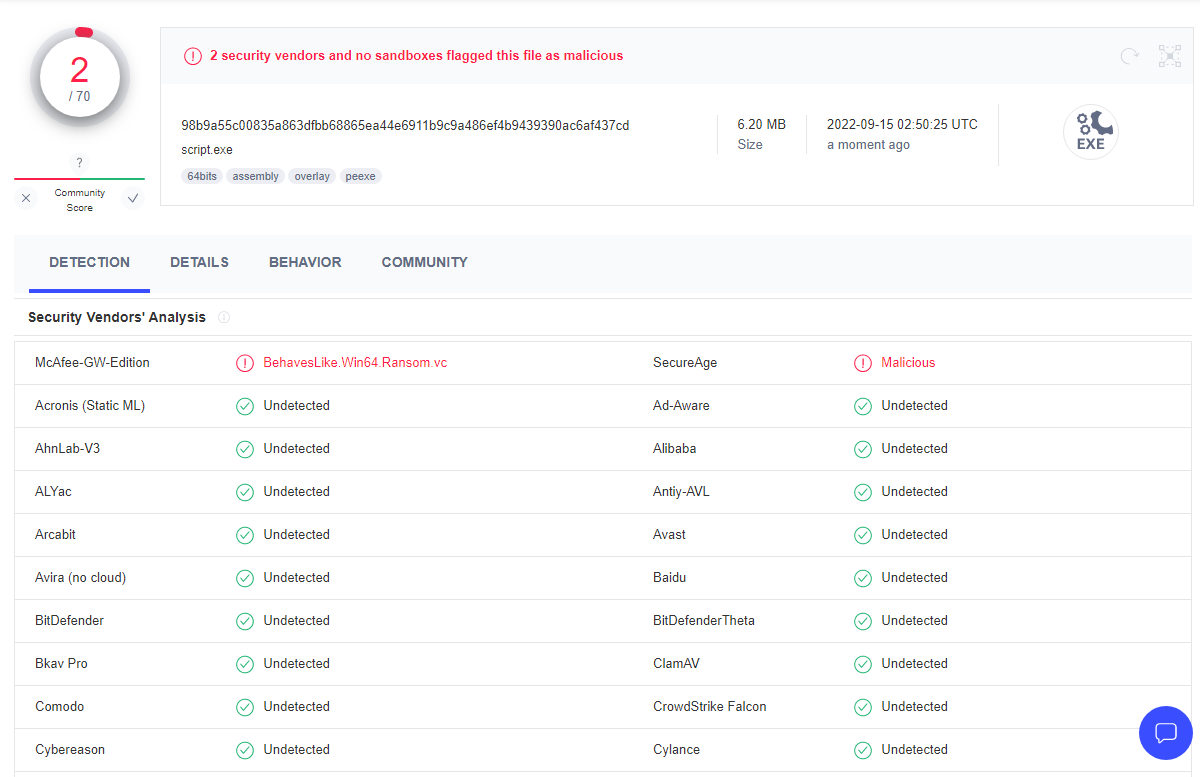 2
/ 70
?
Community
Score
2 security vendors and no sandboxes flagged this file as malicious
98b9a55c00835a863dfbb68865ea44e6911b9c9a486ef4b9439390ac6af437cd
script.exe
64bits assembly overlay peexe
6.20 MB
Size
2022-09-15 02:50:25 UTC
a moment ago
EXE
DETECTION DETAILS BEHAVIOR COMMUNITY
Security Vendors' Analysis
McAfee-GW-Edition BehavesLike.Win64.Ransom.vc SecureAge Malicious
Acronis (Static ML) Undetected Ad-Aware Undetected
AhnLab-V3 Undetected Alibaba Undetected
ALYac Undetected Antiy-AVL Undetected
Arcabit Undetected Avast Undetected
Avira (no cloud) Undetected Baidu Undetected
BitDefender Undetected BitDefenderTheta Undetected
Bkav Pro Undetected ClamAV Undetected
Comodo Undetected CrowdStrike Falcon Undetected
Cybereason Undetected Cylance Undetected